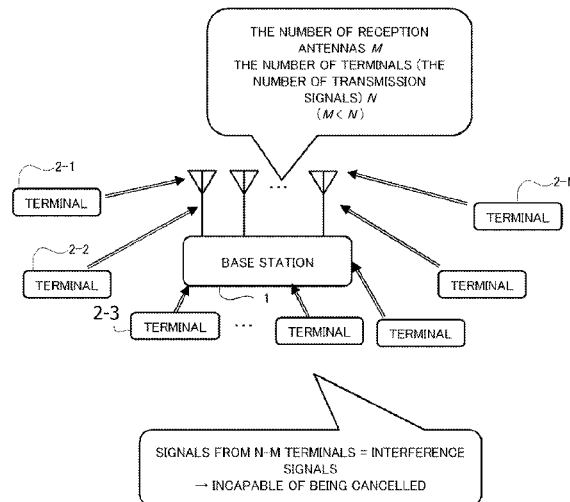 THE NUMBER OF RECEPTION
ANTENNAS M
THE NUMBER OF TERMINALS (THE
NUMBER OF TRANSMISSION
SIGNALS) N
(M< N)
2-1
TERMINAL
...
2-N
TERMINAL
2-2
TERMINAL
BASE STATION
1
TERMINAL
2-3
TERMINAL
...
TERMINAL
TERMINAL
SIGNALS FROM N-M TERMINALS = INTERFERENCE
SIGNALS
→ INCAPABLE OF BEING CANCELLED